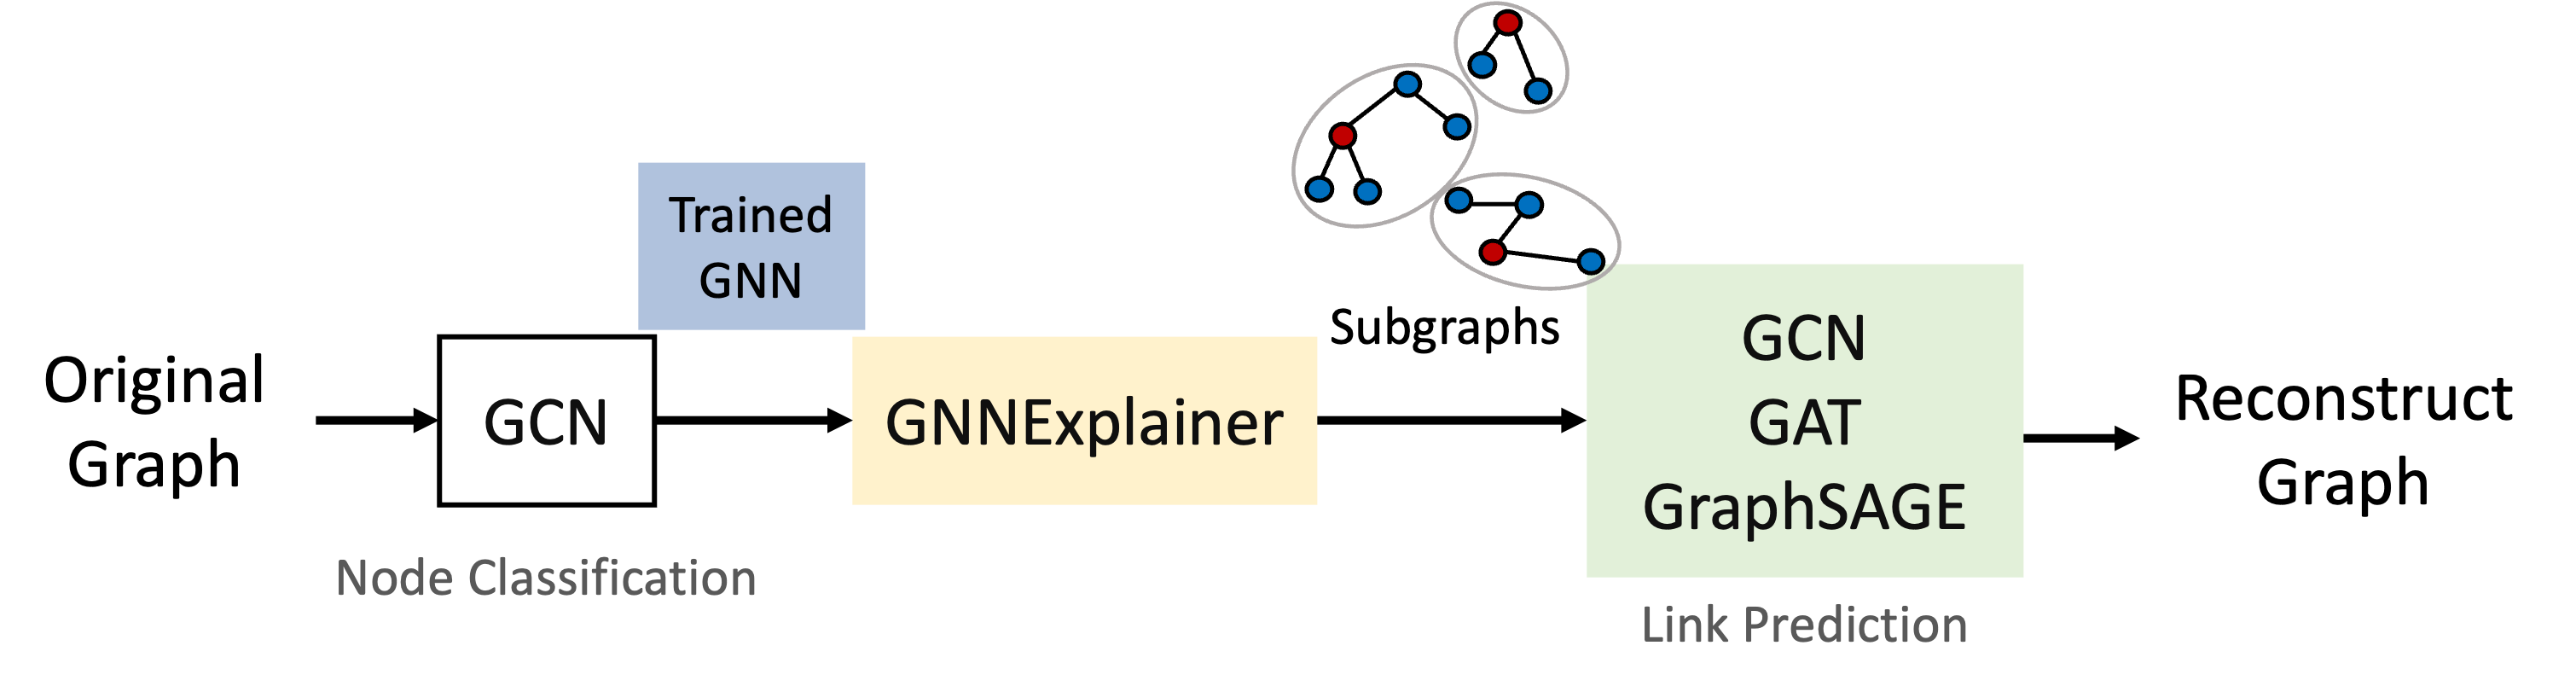 Original
Graph
GCN
Node Classification
Trained
GNN
GNNExplainer
Subgraphs
GCN
GAT
GraphSAGE
Link Prediction
Reconstruct
Graph